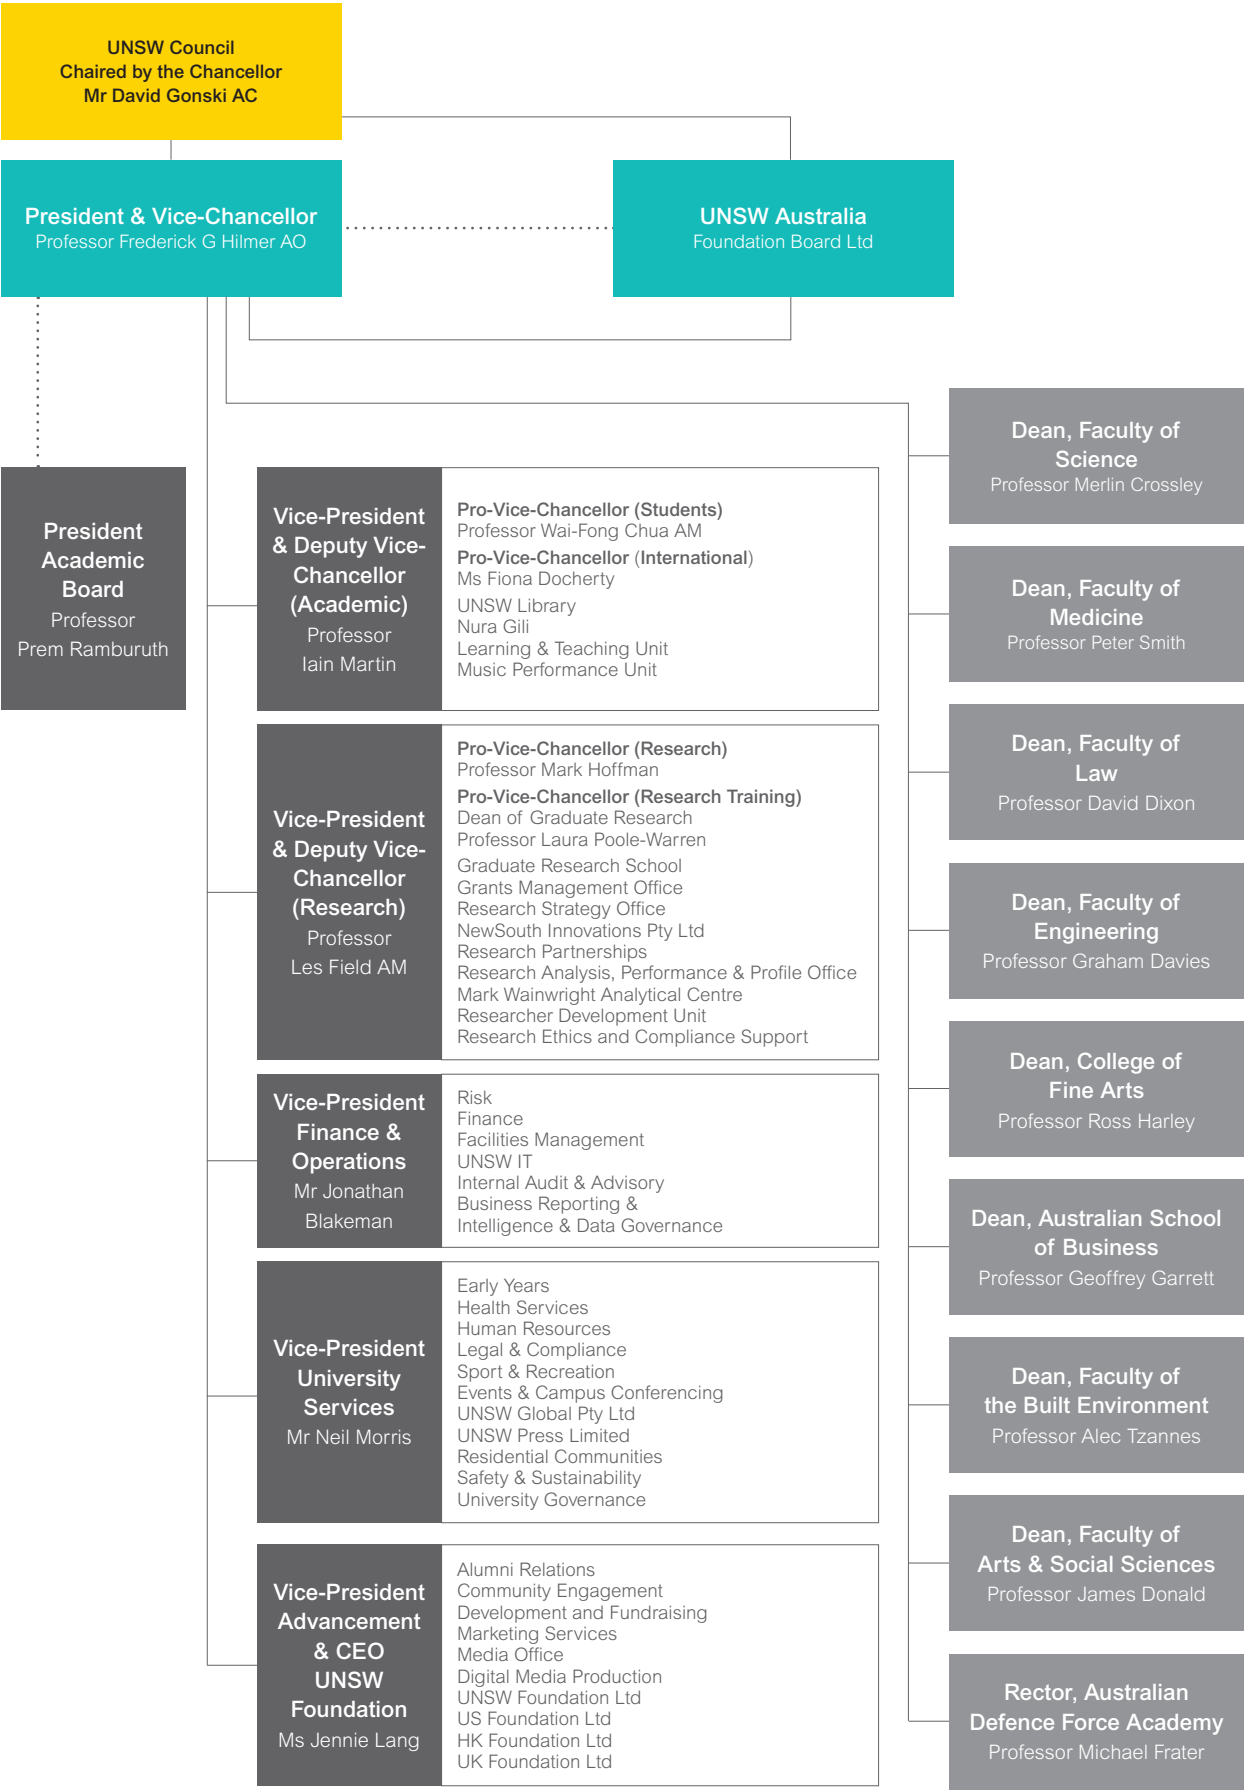 UNSW Council
Chaired by the Chancellor
Mr David Gonski AC
President & Vice-Chancellor
Professor Frederick G Hilmer AO
UNSW Australia
Foundation Board Ltd
President
Academic
Board
Professor
Prem Ramburuth
Vice-President
& Deputy Vice-
Chancellor
(Academic)
Professor
Iain Martin
Pro-Vice-Chancellor (Students)
Professor Wai-Fong Chua AM
Pro-Vice-Chancellor (International)
Ms Fiona Docherty
UNSW Library
Nura Gili
Learning & Teaching Unit
Music Performance Unit
Vice-President
& Deputy Vice-
Chancellor
(Research)
Professor
Les Field AM
Pro-Vice-Chancellor (Research)
Professor Mark Hoffman
Pro-Vice-Chancellor (Research Training)
Dean of Graduate Research
Professor Laura Poole-Warren
Graduate Research School
Grants Management Office
Research Strategy Office
NewSouth Innovations Pty Ltd
Research Partnerships
Research Analysis, Performance & Profile Office
Mark Wainwright Analytical Centre
Researcher Development Unit
Research Ethics and Compliance Support
Vice-President
Finance &
Operations
Mr Jonathan
Blakeman
Risk
Finance
Facilities Management
UNSW IT
Internal Audit & Advisory
Business Reporting &
Intelligence & Data Governance
Vice-President
University
Services
Mr Neil Morris
Early Years
Health Services
Human Resources
Legal & Compliance
Sport & Recreation
Events & Campus Conferencing
UNSW Global Pty Ltd
UNSW Press Limited
Residential Communities
Safety & Sustainability
University Governance
Vice-President
Advancement
& CEO
UNSW
Foundation
Ms Jennie Lang
Alumni Relations
Community Engagement
Development and Fundraising
Marketing Services
Media Office
Digital Media Production
UNSW Foundation Ltd
US Foundation Ltd
HK Foundation Ltd
UK Foundation Ltd
Dean, Faculty of
Science
Professor Merlin Crossley
Dean, Faculty of
Medicine
Professor Peter Smith
Dean, Faculty of
Law
Professor David Dixon
Dean, Faculty of
Engineering
Professor Graham Davies
Dean, College of
Fine Arts
Professor Ross Harley
Dean, Australian School
of Business
Professor Geoffrey Garrett
Dean, Faculty of
the Built Environment
Professor Alec Tzannes
Dean, Faculty of
Arts & Social Sciences
Professor James Donald
Rector, Australian
Defence Force Academy
Professor Michael Frater